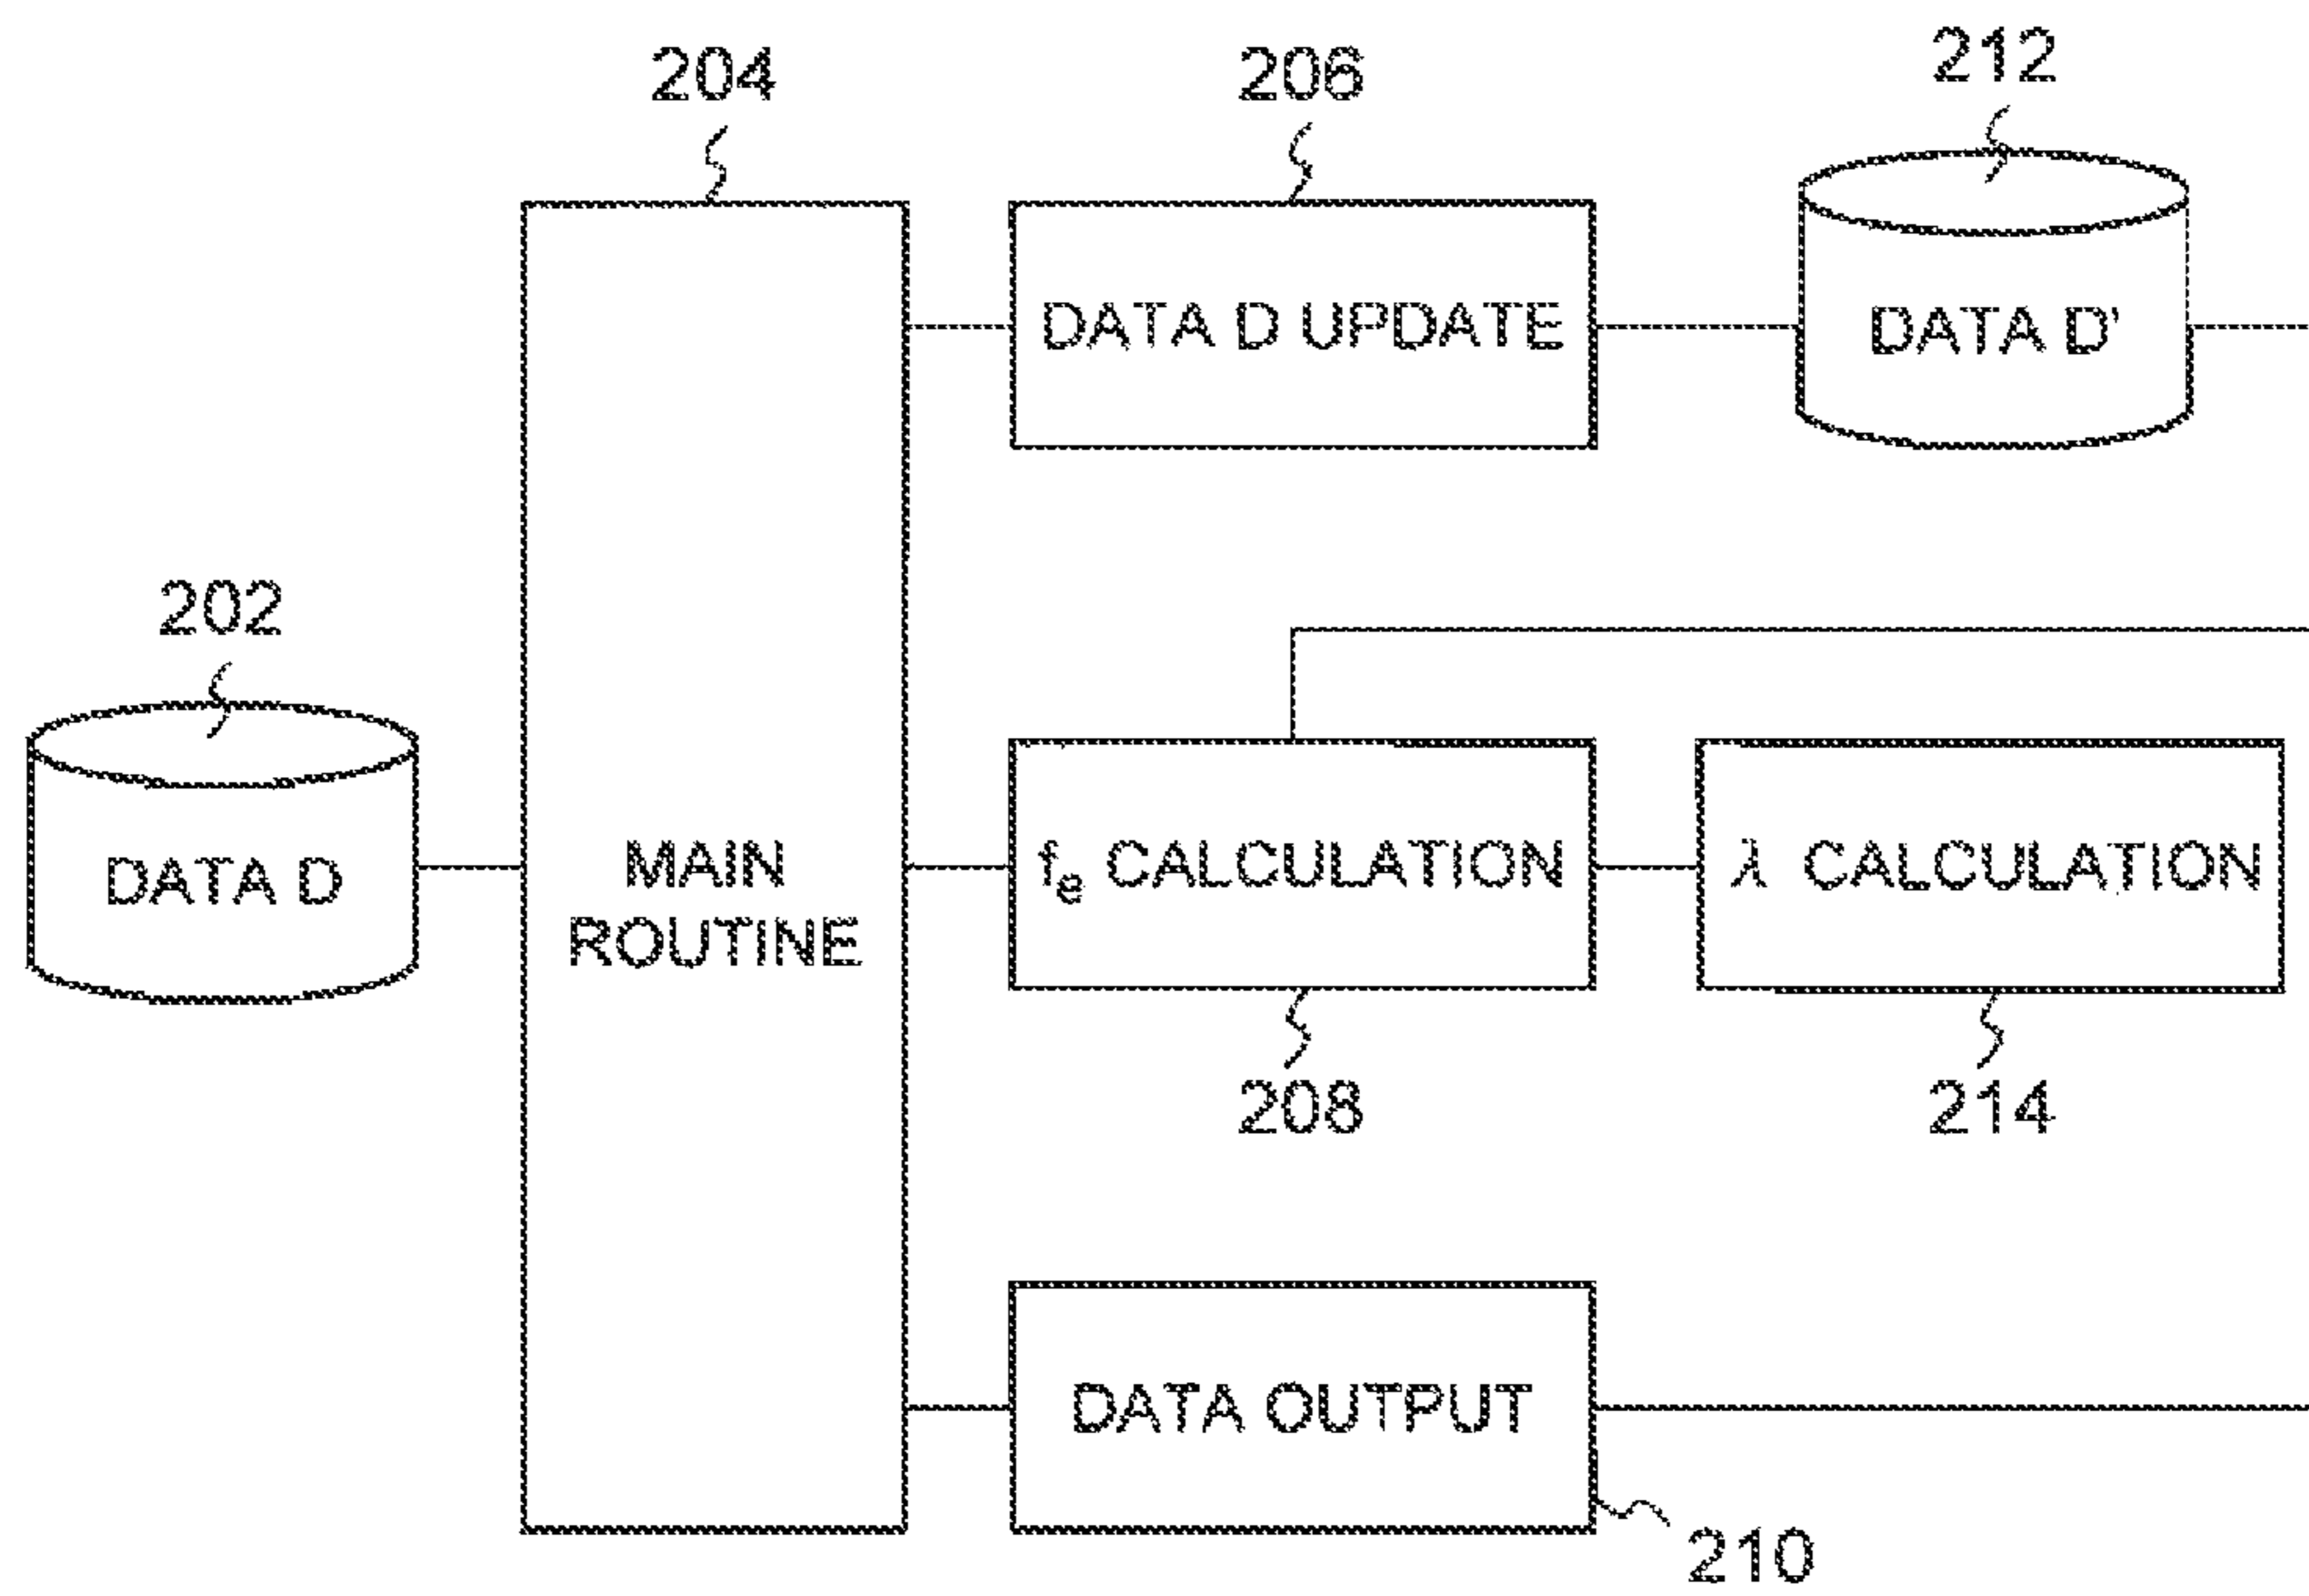 204
206
212
DATA D UPDATE
DATA D'
202
DATA D
MAIN
ROUTINE
fe CALCULATION
λ CALCULATION
208
214
DATA OUTPUT
210